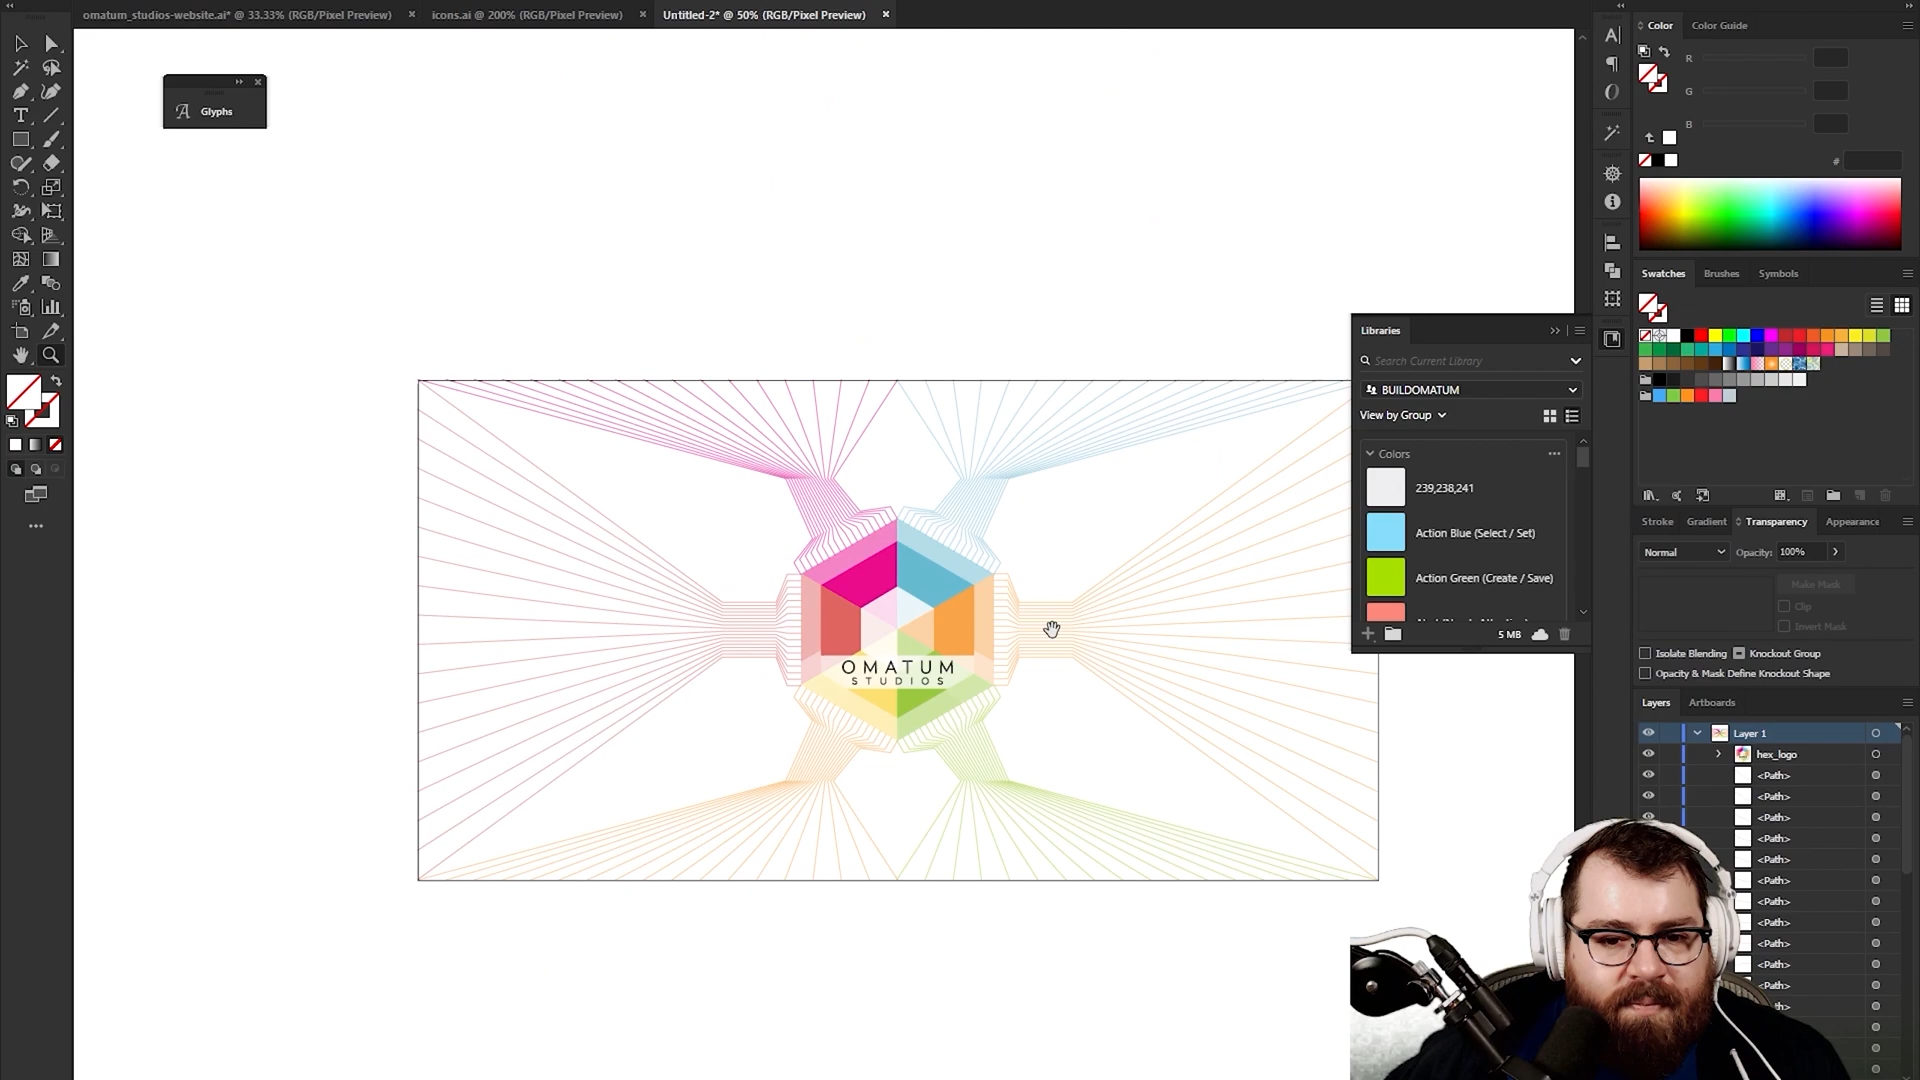 omatum_studios-website.ai* @ 33.33% (RGB/Pixel Preview)
icons.ai @ 200% (RGB/Pixel Preview)
Untitled-2* @ 50% (RGB/Pixel Preview)
Glyphs
OMATUM
STUDIOS
Libraries
Search Current Library
BUILDOMATUM
View by Group
Colors
239,238,241
Action Blue (Select / Set)
Action Green (Create / Save)
5 MB
Color
Color Guide
R
G
B
#
Swatches
Brushes
Symbols
Stroke
Gradient
Transparency
Appearance
Normal
Opacity:
100%
Make Mask
Clip
Invert Mask
Isolate Blending
Knockout Group
Opacity & Mask Define Knockout Shape
Layers
Artboards
Layer 1
hex_logo
<Path>
<Path>
<Path>
<Path>
<Path>
<Path>
<Path>
<Path>
<Path>
<Path>
<Path>